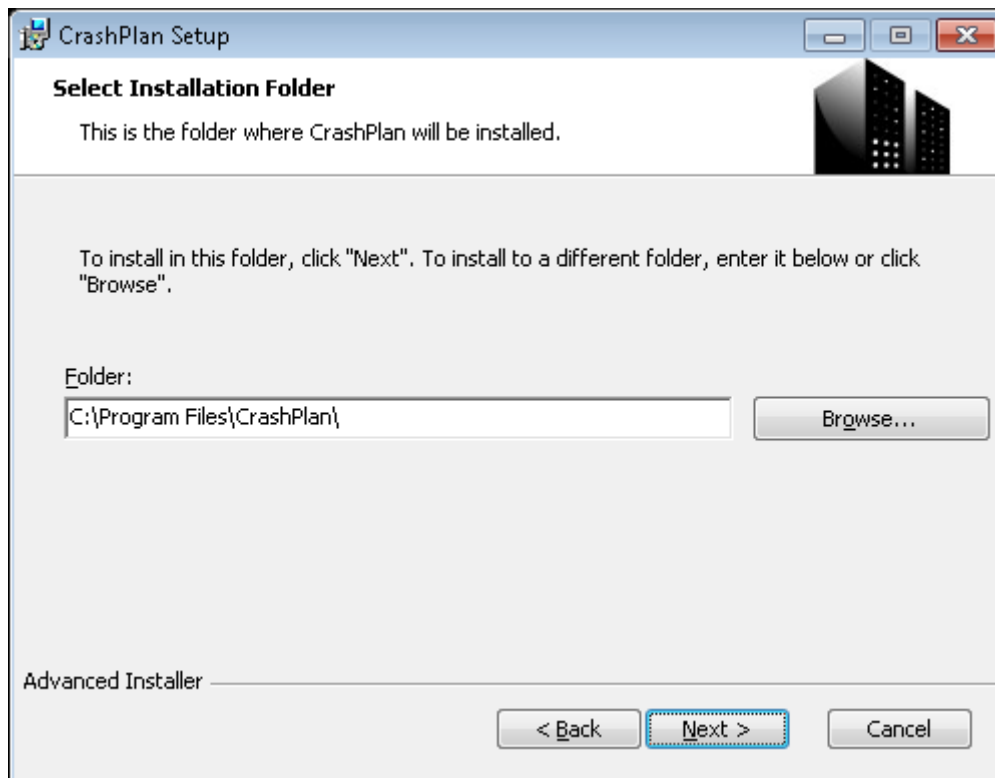 CrashPlan Setup
Select Installation Folder
This is the folder where CrashPlan will be installed.
To install in this folder, click "Next". To install to a different folder, enter it below or click
"Browse".
Folder:
C:\Program Files\CrashPlan\
Browse...
Advanced Installer
< Back
Next >
Cancel